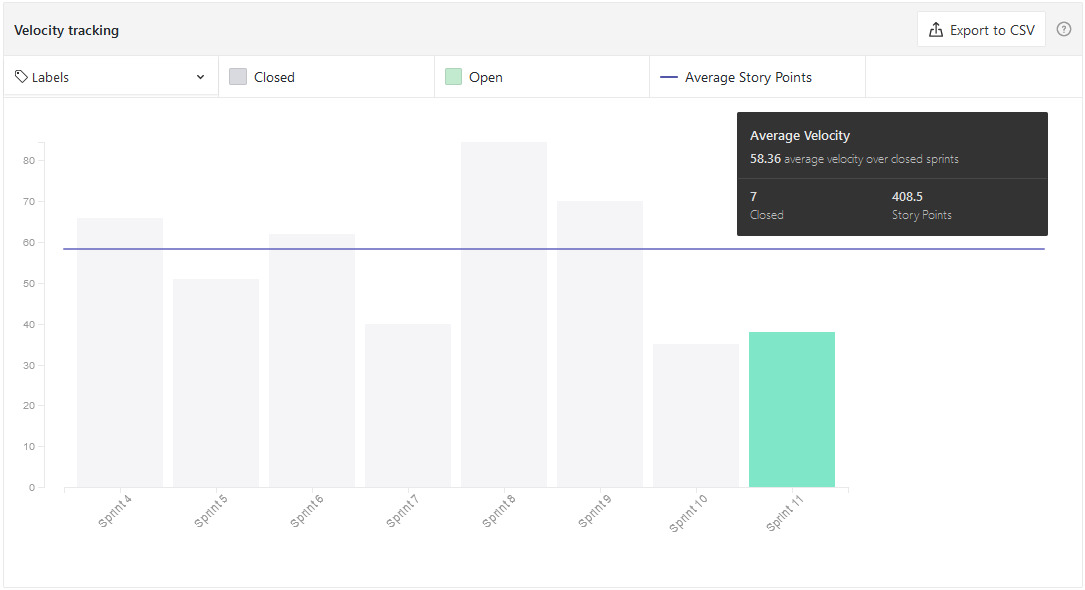 Velocity tracking
Export to CSV
?
Labels
Closed
Open
Average Story Points
Average Velocity
58.36 average velocity over closed sprints
7
408.5
Closed
Story Points
80
70
60
50
40
30
20
10
0
Sprint 4
Sprint 5
Sprint 6
Sprint 7
Sprint 8
Sprint 9
Sprint 10
Sprint 11